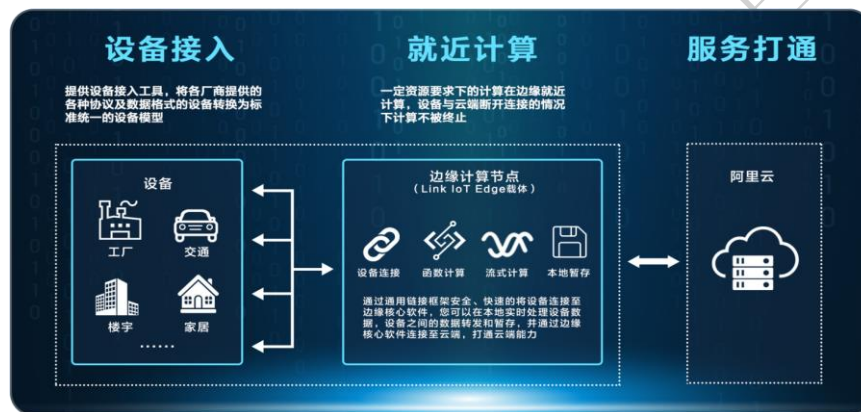 设备接入
就近计算
服务打通
提供设备接入工具，将各厂商提供的
各种协议及数据格式的设备转换为标
准统一的设备模型
一定资源要求下的计算在边缘就近
计算，设备与云端断开连接的情况
下计算不被终止
设备
工厂
交通
楼宇
家居
······
边缘计算节点
（Link IoT Edge载体）
设备连接
函数计算
流式计算
本地暂存
通过通用链接框架安全、快速的将设备连接至
边缘核心软件，您可以在本地实时处理设备数
据，设备之间的数据转发和暂存，并通过边缘
核心软件连接至云端，打通云端能力
阿里云